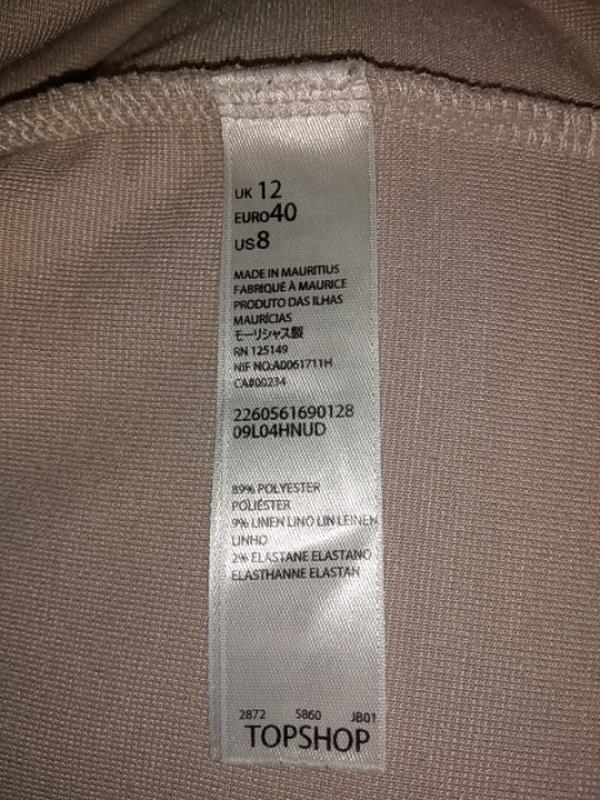 UK 12
EURO40
US8
MADE IN MAURITIUS
FABRIQUÉ À MAURICE
PRODUTO DAS ILHAS
MAURÍCIAS
モーリシャス製
RN 125149
NIF NO:A0061711H
CA#00234
2260561690128
09L04HNUD
89% POLYESTER
POLIÉSTER
9% LINEN LINO LIN LEINEN
LINHO
2% ELASTANE ELASTANO
ELASTHANNE ELASTAN
2872 5860 JB01
TOPSHOP